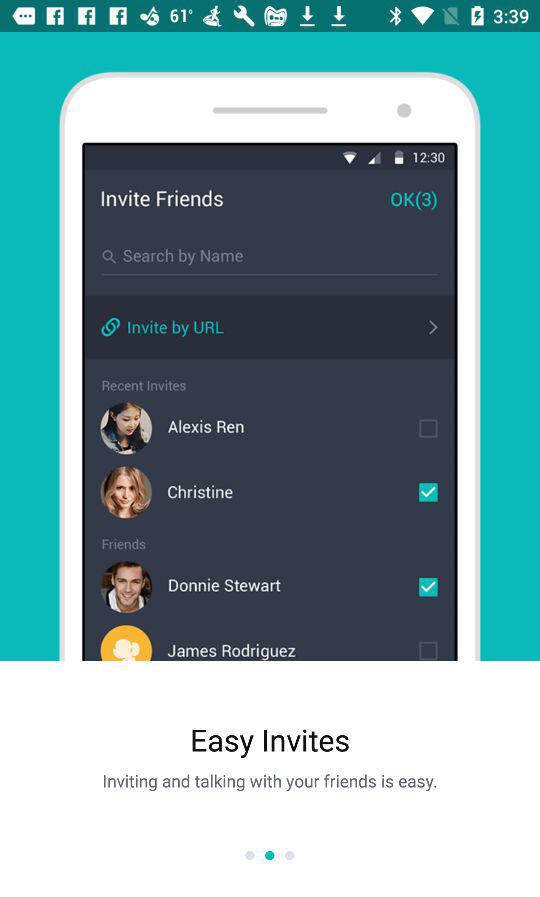 61° 3:39
12:30
Invite Friends OK(3)
Search by Name
Invite by URL
Recent Invites
Alexis Ren
Christine
Friends
Donnie Stewart
James Rodriguez
Easy Invites
Inviting and talking with your friends is easy.